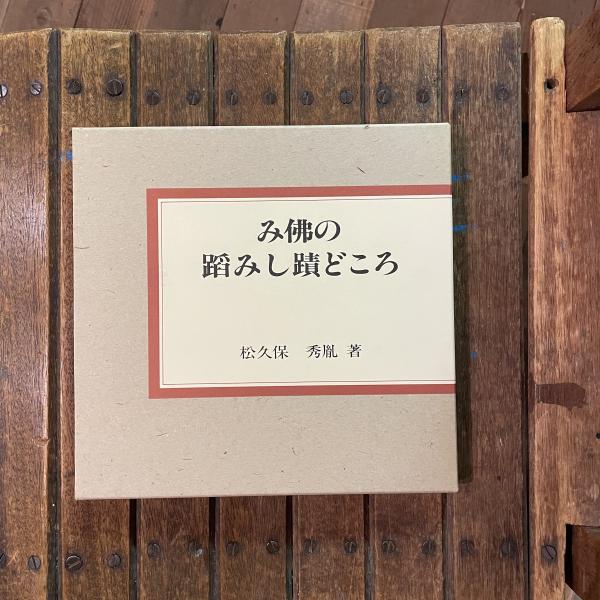 み佛の
蹈みし蹟どころ
松久保　秀胤 著